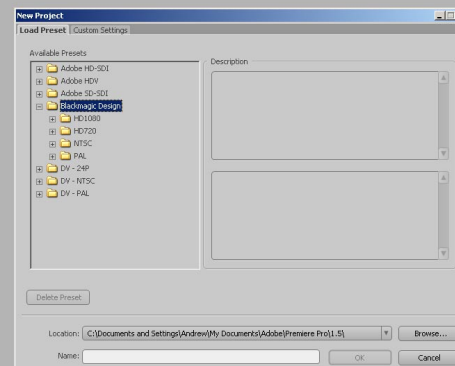 New Project
Load Preset Custom Settings
Available Presets
Description
Adobe HD-SDI
Adobe HDV
Adobe SD-SDI
Blackmagic Design
HD1080
HD720
NTSC
PAL
DV - 24P
DV - NTSC
DV - PAL
Delete Preset
Location: C:\Documents and Settings\Andrew\My Documents\Adobe\Premiere Pro\1.5\ Browse...
Name: OK Cancel